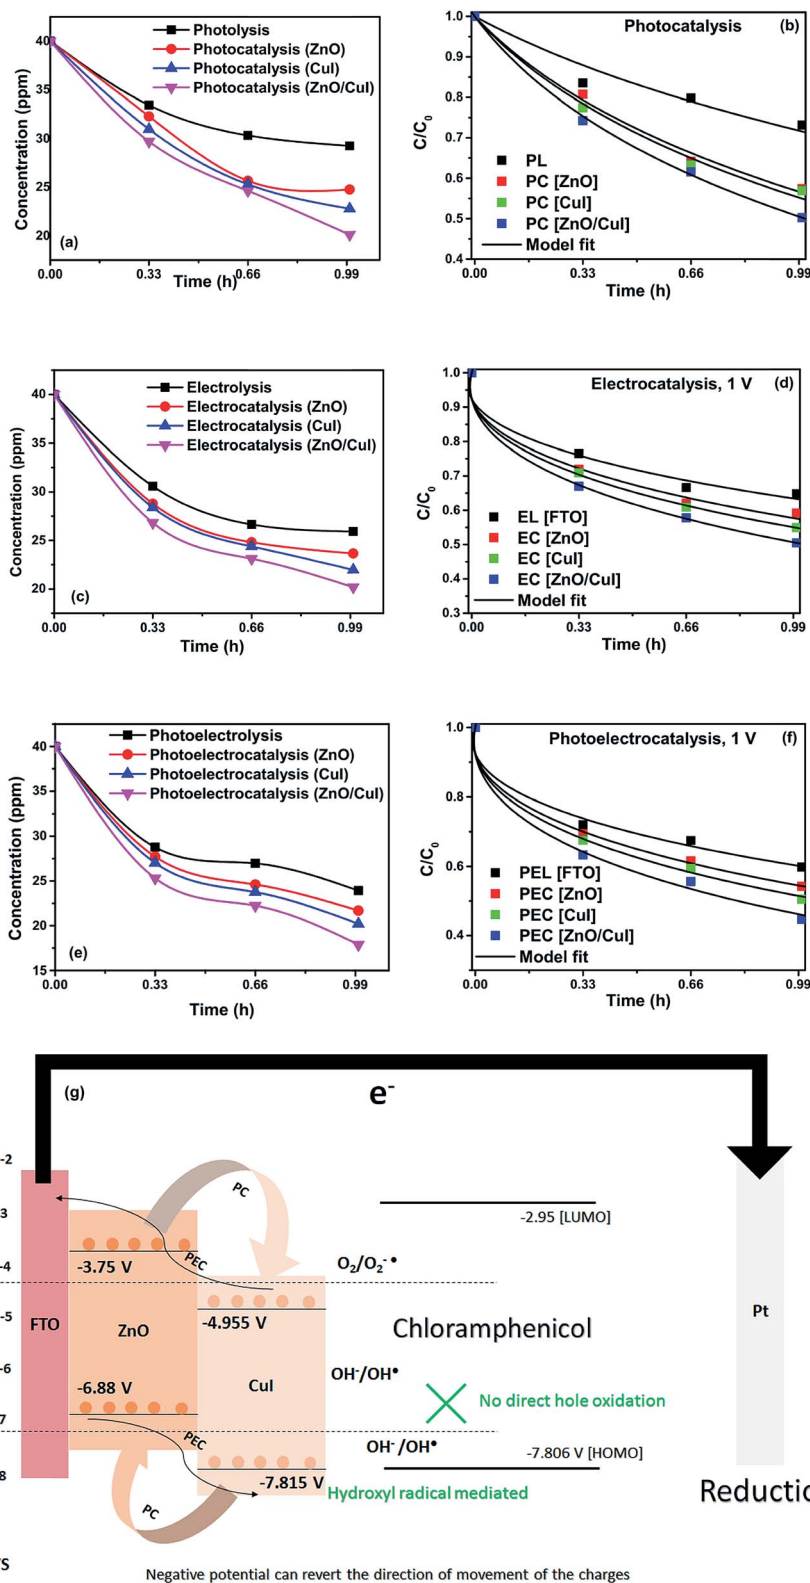 Photolysis
Photocatalysis (ZnO)
Photocatalysis (CuI)
Photocatalysis (ZnO/CuI)
Concentration (ppm)
40
35
30
25
20
(a)
0.00 0.33 0.66 0.99
Time (h)
Photocatalysis (b)
C/C0
1.0
0.9
0.8
0.7
0.6
0.5
0.4
PL
PC [ZnO]
PC [CuI]
PC [ZnO/CuI]
Model fit
0.00 0.33 0.66 0.99
Time (h)
Electrolysis
Electrocatalysis (ZnO)
Electrocatalysis (CuI)
Electrocatalysis (ZnO/CuI)
Concentration (ppm)
40
35
30
25
20
(c)
0.00 0.33 0.66 0.99
Time (h)
Electrocatalysis, 1 V (d)
C/C0
1.0
0.9
0.8
0.7
0.6
0.5
0.4
0.3
EL [FTO]
EC [ZnO]
EC [CuI]
EC [ZnO/CuI]
Model fit
0.00 0.33 0.66 0.99
Time (h)
Photoelectrolysis
Photoelectrocatalysis (ZnO)
Photoelectrocatalysis (CuI)
Photoelectrocatalysis (ZnO/CuI)
Concentration (ppm)
40
35
30
25
20
15
(e)
0.00 0.33 0.66 0.99
Time (h)
Photoelectrocatalysis, 1 V (f)
C/C0
1.0
0.8
0.6
0.4
PEL [FTO]
PEC [ZnO]
PEC [CuI]
PEC [ZnO/CuI]
Model fit
0.00 0.33 0.66 0.99
Time (h)
(g)
e-
-2
-3
-4
-5
-6
-7
-8
PC
PEC
-2.95 [LUMO]
O2/O2-•
-3.75 V
-4.955 V
FTO
ZnO
CuI
Pt
Chloramphenicol
OH-/OH•
No direct hole oxidation
-6.88 V
PEC
OH-/OH•
-7.806 V [HOMO]
-7.815 V
PC
Hydroxyl radical mediated
Reductio
Negative potential can revert the direction of movement of the charges